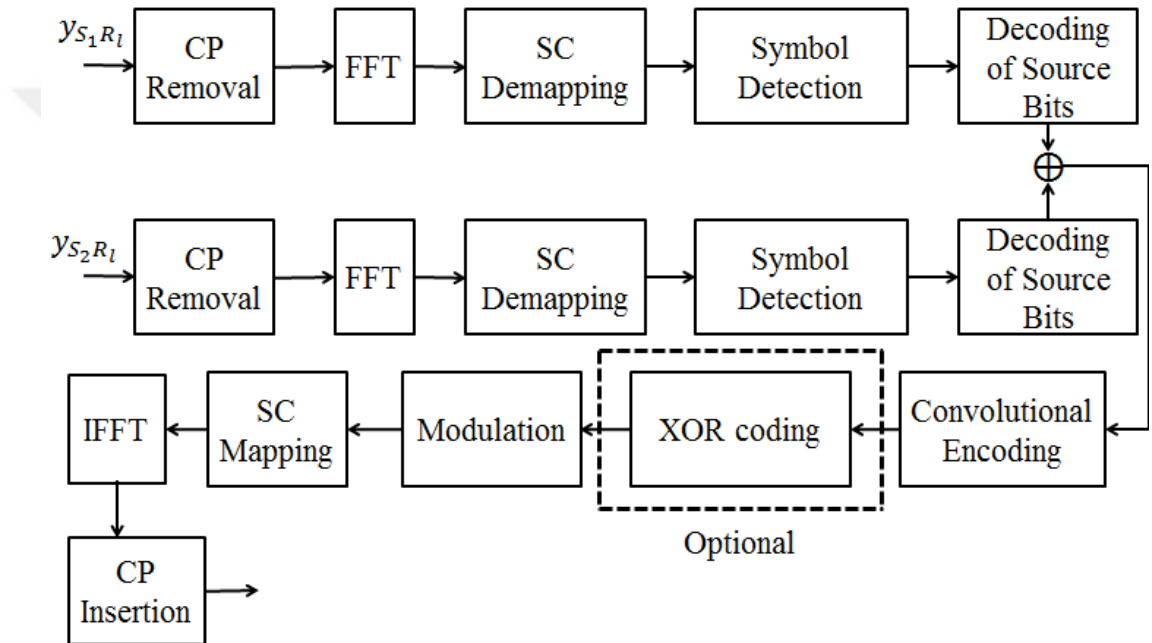 y_{S_1R_l}
CP
Removal
FFT
SC
Demapping
Symbol
Detection
Decoding
of Source
Bits
⊕
y_{S_2R_l}
CP
Removal
FFT
SC
Demapping
Symbol
Detection
Decoding
of Source
Bits
IFFT
SC
Mapping
Modulation
XOR coding
Convolutional
Encoding
Optional
CP
Insertion